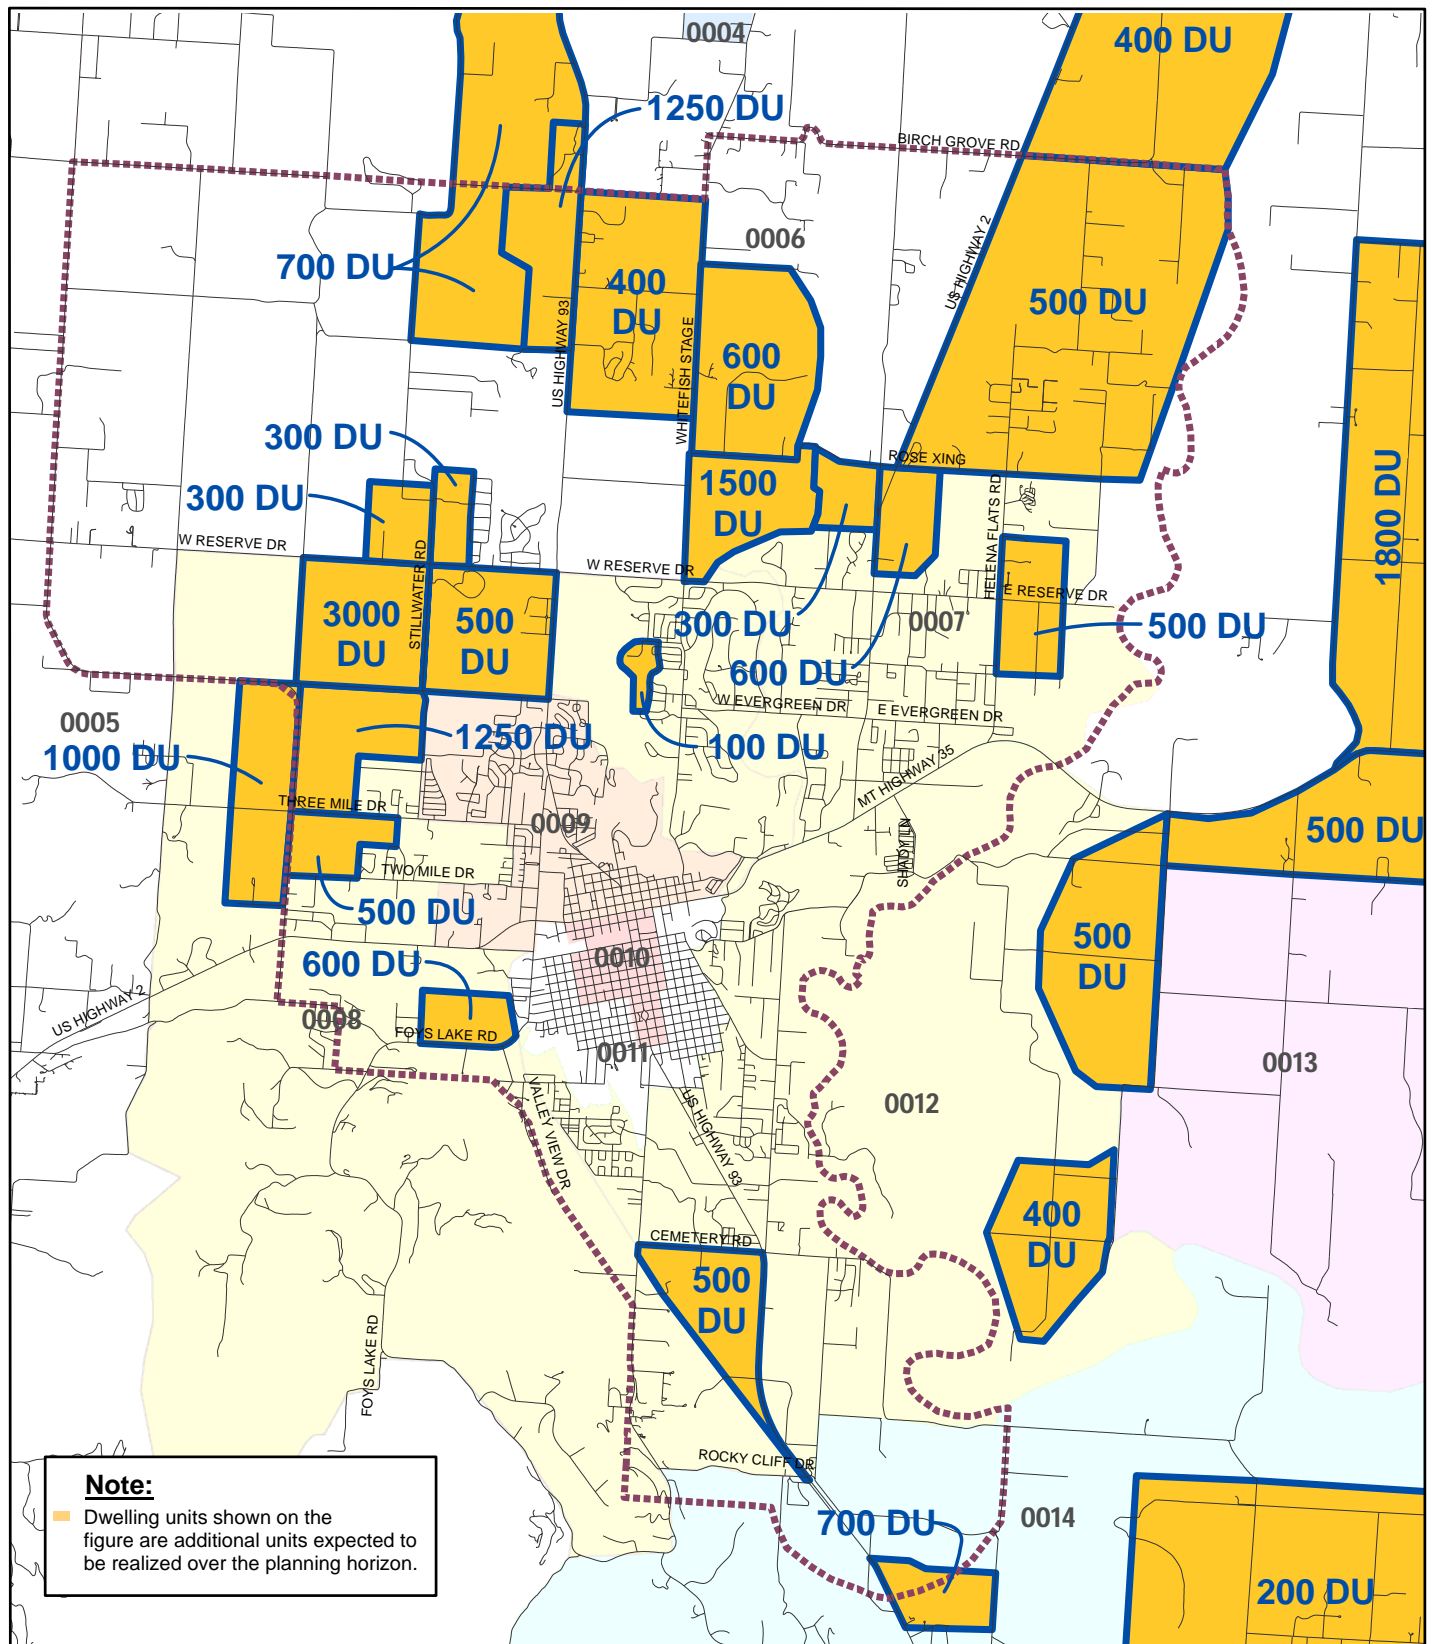 0004
400 DU
1250 DU
BIRCH GROVE RD
0006
US HIGHWAY 2
700 DU
400
DU
500 DU
US HIGHWAY 93
WHITEFISH STAGE
600
DU
300 DU
ROSE XING
300 DU
1500
DU
HELENA FLATS RD
1800 DU
W RESERVE DR
STILLWATER RD
W RESERVE DR
E RESERVE DR
3000
DU
500
DU
300 DU
0007
500 DU
600 DU
W EVERGREEN DR
E EVERGREEN DR
0005
1000 DU
1250 DU
100 DU
MT HIGHWAY 35
THREE MILE DR
0009
SHADY LN
500 DU
TWO MILE DR
500 DU
500
DU
600 DU
0010
US HIGHWAY 2
0008
FOYS LAKE RD
0011
0013
VALLEY VIEW DR
US HIGHWAY 93
0012
400
DU
CEMETERY RD
500
DU
FOYS LAKE RD
ROCKY CLIFF DR
Note:
Dwelling units shown on the
figure are additional units expected to
be realized over the planning horizon.
700 DU
0014
200 DU